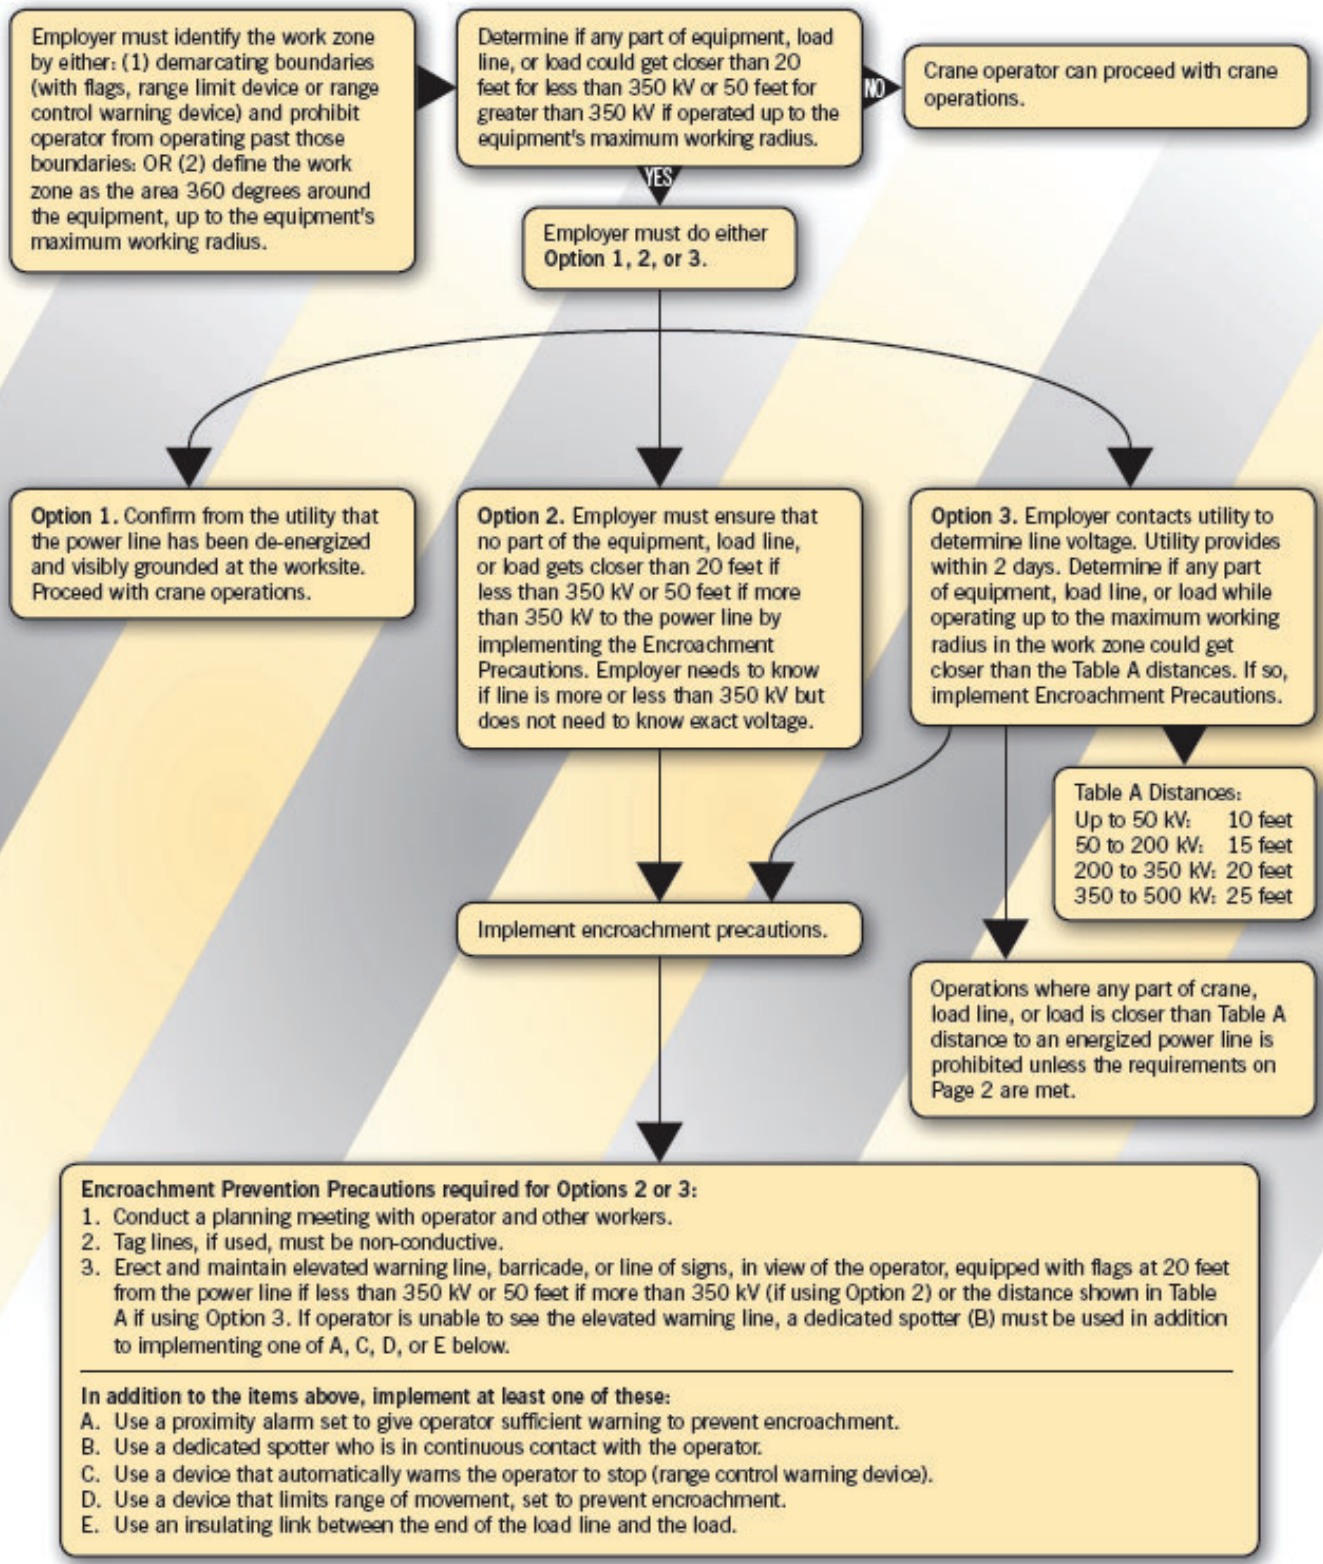 Employer must identify the work zone
by either: (1) demarcating boundaries
(with flags, range limit device or range
control warning device) and prohibit
operator from operating past those
boundaries: OR (2) define the work
zone as the area 360 degrees around
the equipment, up to the equipment's
maximum working radius.
Determine if any part of equipment, load
line, or load could get closer than 20
feet for less than 350 kV or 50 feet for
greater than 350 kV if operated up to the
equipment's maximum working radius.
NO
Crane operator can proceed with crane
operations.
YES
Employer must do either
Option 1, 2, or 3.
Option 1. Confirm from the utility that
the power line has been de-energized
and visibly grounded at the worksite.
Proceed with crane operations.
Option 2. Employer must ensure that
no part of the equipment, load line,
or load gets closer than 20 feet if
less than 350 kV or 50 feet if more
than 350 kV to the power line by
implementing the Encroachment
Precautions. Employer needs to know
if line is more or less than 350 kV but
does not need to know exact voltage.
Option 3. Employer contacts utility to
determine line voltage. Utility provides
within 2 days. Determine if any part
of equipment, load line, or load while
operating up to the maximum working
radius in the work zone could get
closer than the Table A distances. If so,
implement Encroachment Precautions.
Table A Distances:
Up to 50 kV: 10 feet
50 to 200 kV: 15 feet
200 to 350 kV: 20 feet
350 to 500 kV: 25 feet
Implement encroachment precautions.
Operations where any part of crane,
load line, or load is closer than Table A
distance to an energized power line is
prohibited unless the requirements on
Page 2 are met.
Encroachment Prevention Precautions required for Options 2 or 3:
1. Conduct a planning meeting with operator and other workers.
2. Tag lines, if used, must be non-conductive.
3. Erect and maintain elevated warning line, barricade, or line of signs, in view of the operator, equipped with flags at 20 feet
from the power line if less than 350 kV or 50 feet if more than 350 kV (if using Option 2) or the distance shown in Table
A if using Option 3. If operator is unable to see the elevated warning line, a dedicated spotter (B) must be used in addition
to implementing one of A, C, D, or E below.
In addition to the items above, implement at least one of these:
A. Use a proximity alarm set to give operator sufficient warning to prevent encroachment.
B. Use a dedicated spotter who is in continuous contact with the operator.
C. Use a device that automatically warns the operator to stop (range control warning device).
D. Use a device that limits range of movement, set to prevent encroachment.
E. Use an insulating link between the end of the load line and the load.